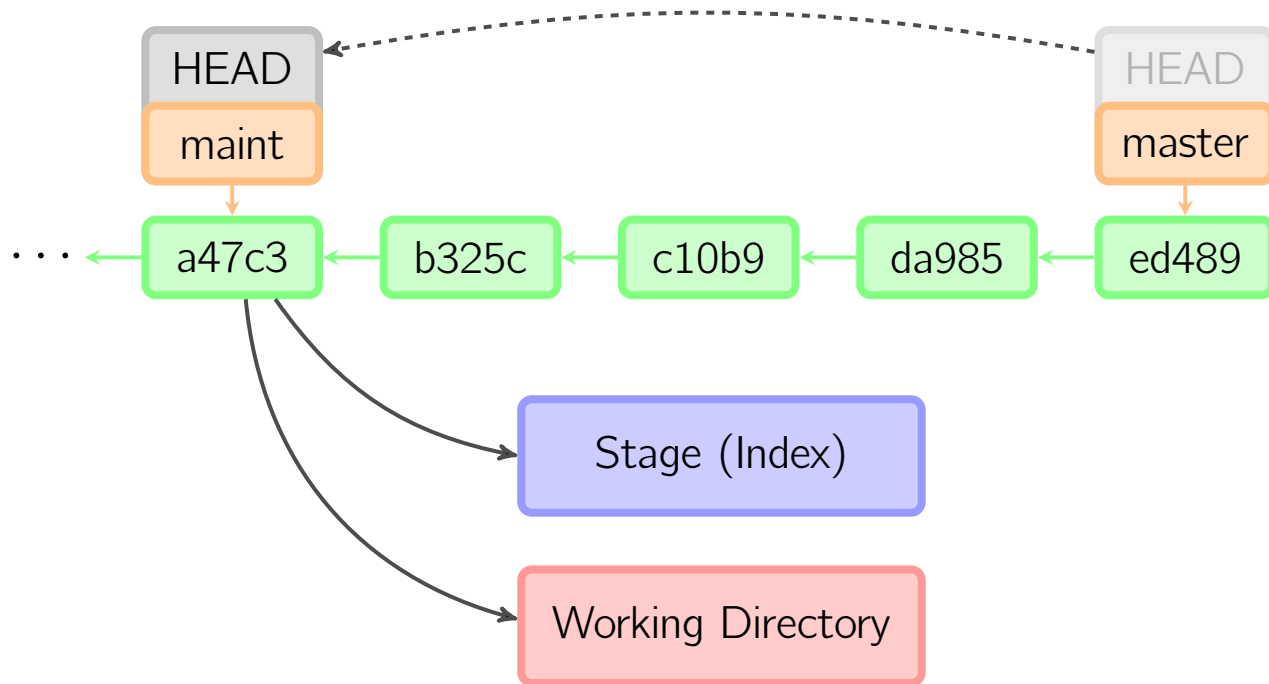 HEAD HEAD
maint master
... a47c3 b325c c10b9 da985 ed489
Stage (Index)
Working Directory